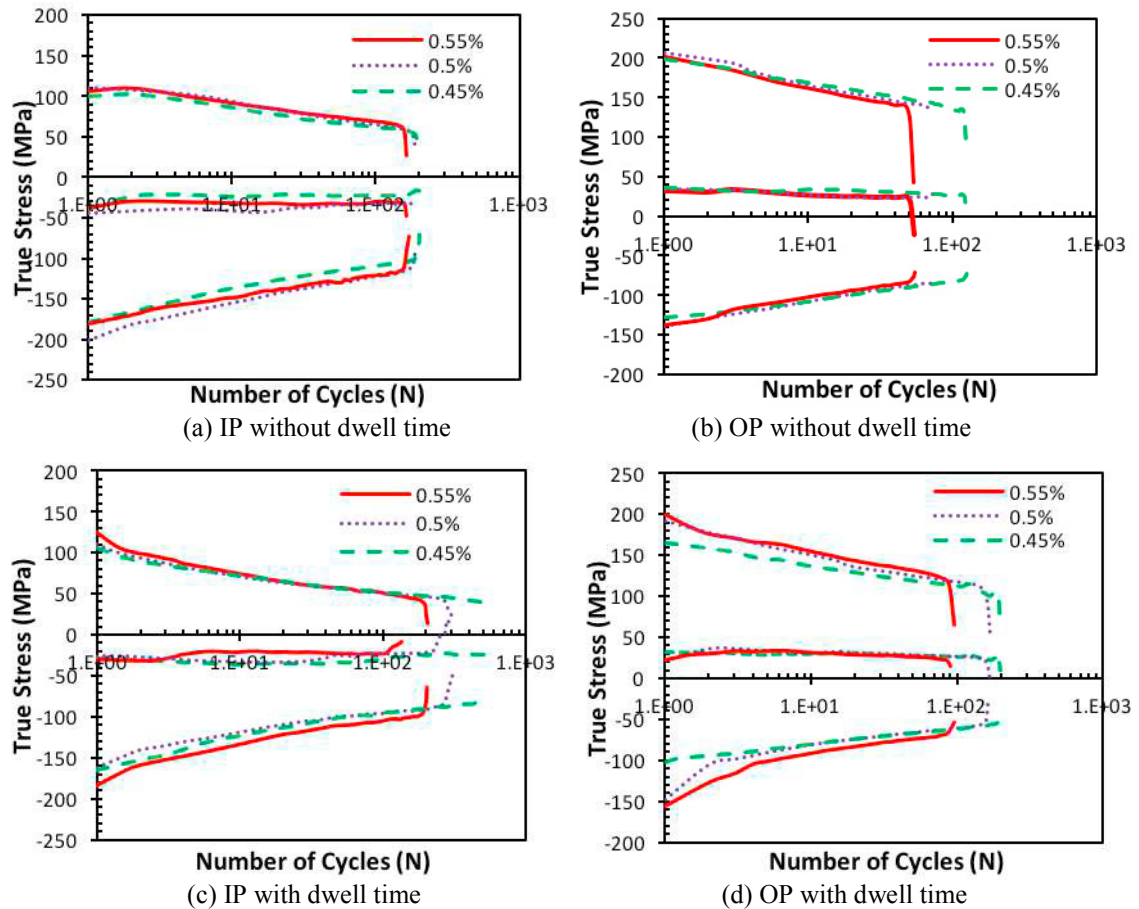 200
150
100
50
0
-50
-100
-150
-200
-250
True Stress (MPa)
0.55%
0.5%
0.45%
1.E+00
1.E+01
1.E+02
1.E+03
Number of Cycles (N)
(a) IP without dwell time
250
200
150
100
50
0
-50
-100
-150
-200
True Stress (MPa)
0.55%
0.5%
0.45%
1.E+00
1.E+01
1.E+02
1.E+03
Number of Cycles (N)
(b) OP without dwell time
200
150
100
50
0
-50
-100
-150
-200
-250
True Stress (MPa)
0.55%
0.5%
0.45%
1.E+00
1.E+01
1.E+02
1.E+03
Number of Cycles (N)
(c) IP with dwell time
250
200
150
100
50
0
-50
-100
-150
-200
True Stress (MPa)
0.55%
0.5%
0.45%
1.E+00
1.E+01
1.E+02
1.E+03
Number of Cycles (N)
(d) OP with dwell time